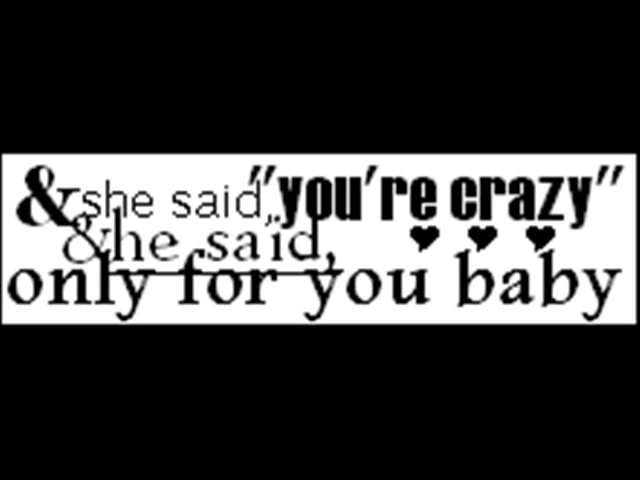 & she said, "you're crazy"
& he said,
only for you baby